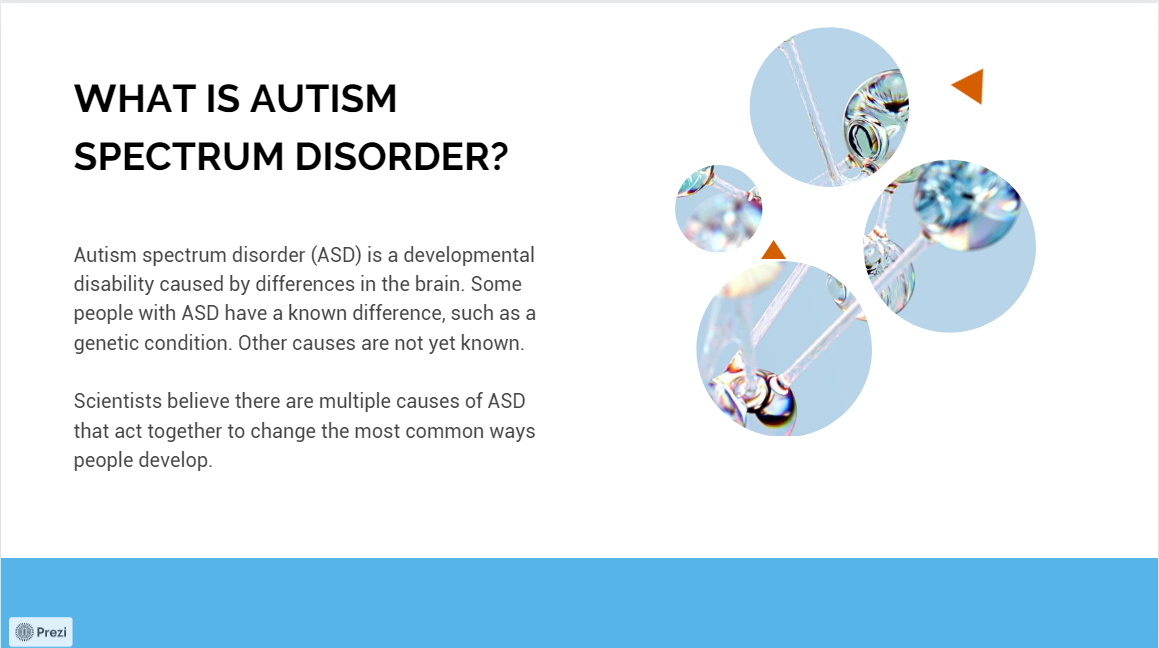 WHAT IS AUTISM
SPECTRUM DISORDER?
Autism spectrum disorder (ASD) is a developmental
disability caused by differences in the brain. Some
people with ASD have a known difference, such as a
genetic condition. Other causes are not yet known.
Scientists believe there are multiple causes of ASD
that act together to change the most common ways
people develop.
Prezi